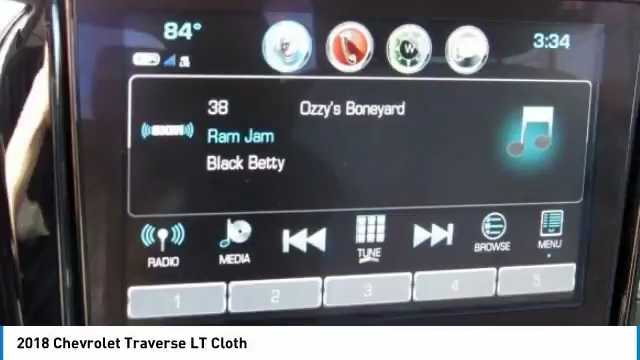 84°
3:34
W
38 Ozzy's Boneyard
((SXM))
Ram Jam
Black Betty
RADIO
MEDIA
TUNE
BROWSE
MENU
1 2 3 4 5
2018 Chevrolet Traverse LT Cloth